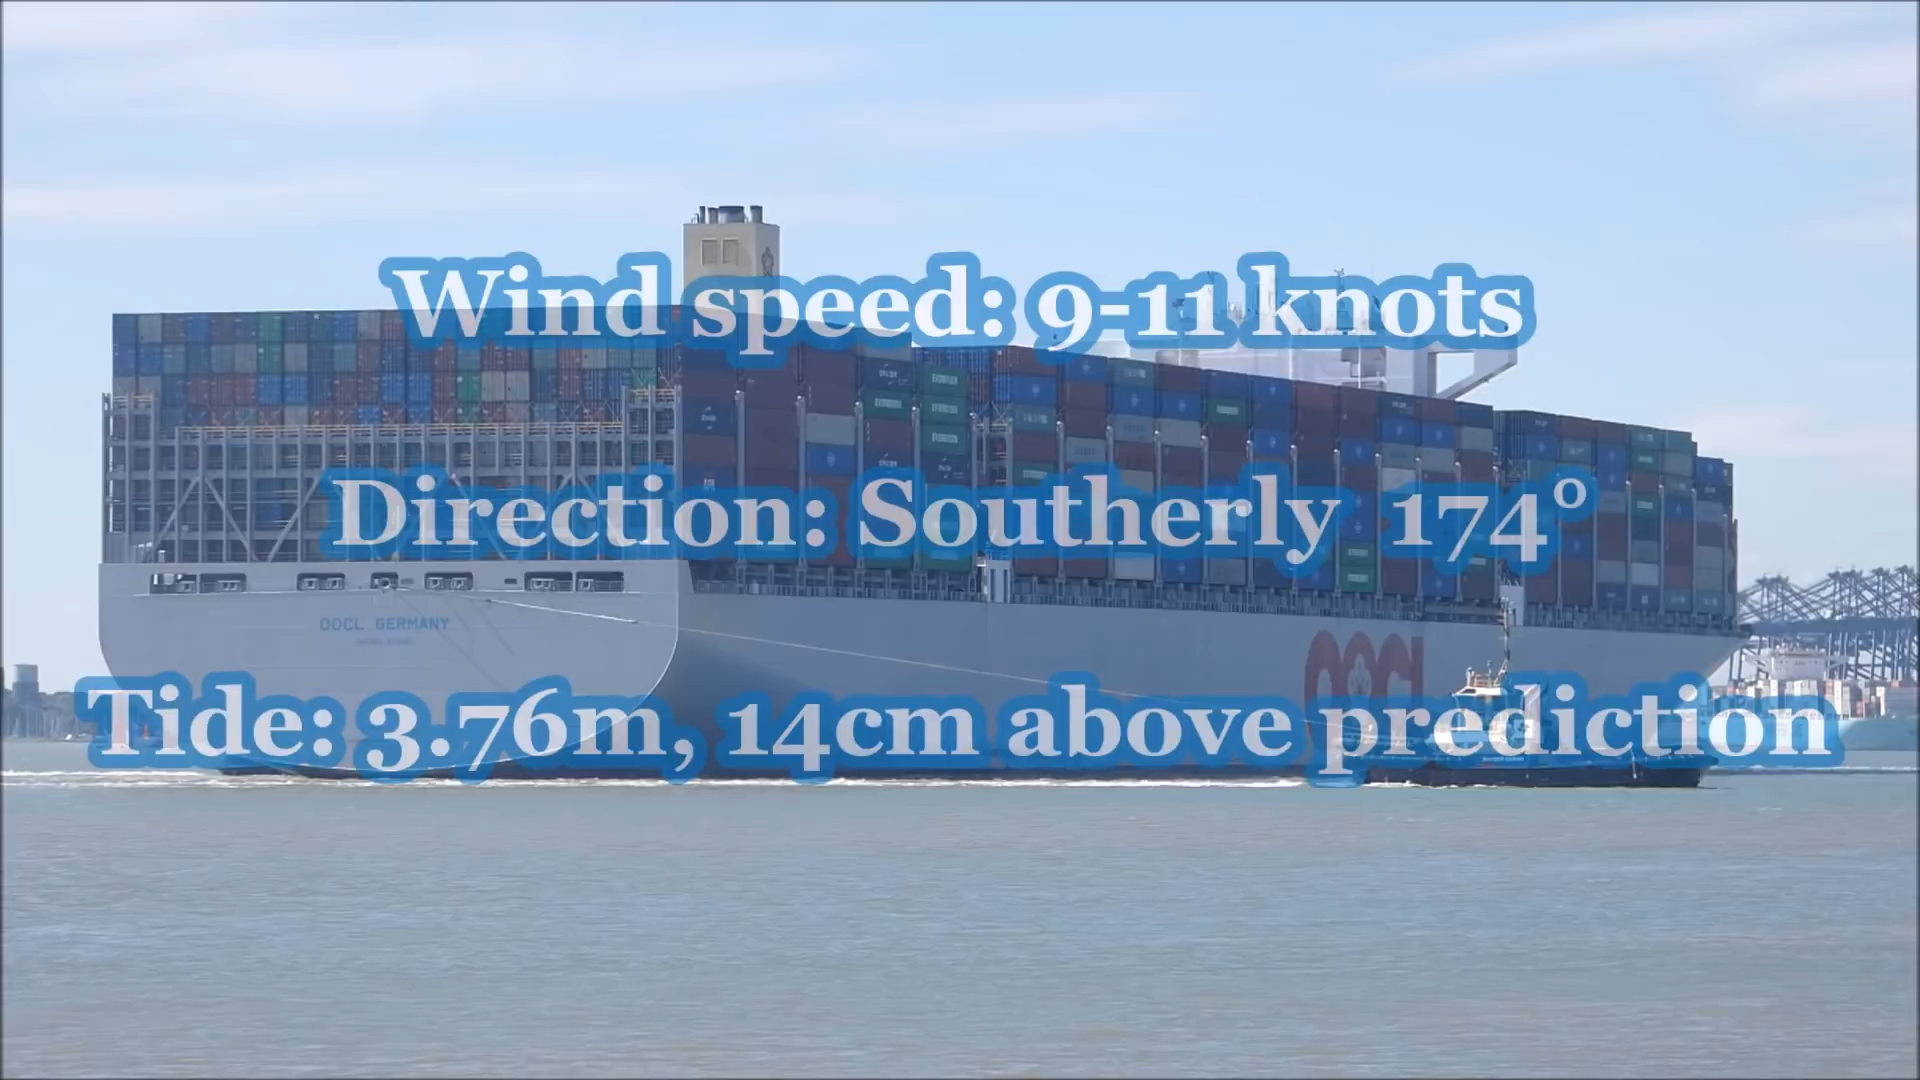 Wind speed: 9-11 knots
Direction: Southerly 174°
Tide: 3.76m, 14cm above prediction
OOCL GERMANY
OOCL